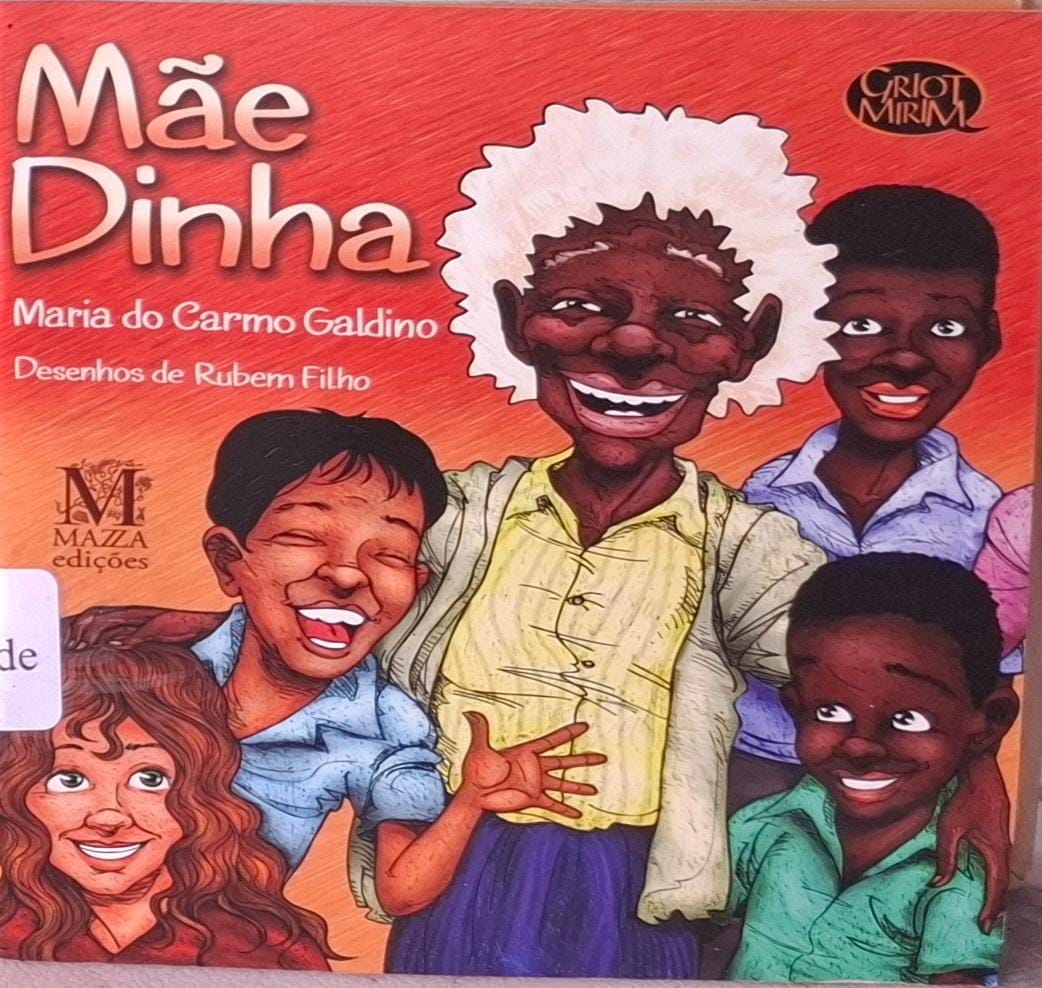 Mãe
Dinha
GRIOT
MIRIM
Maria do Carmo Galdino
Desenhos de Rubem Filho
M
MAZZA
edições
de